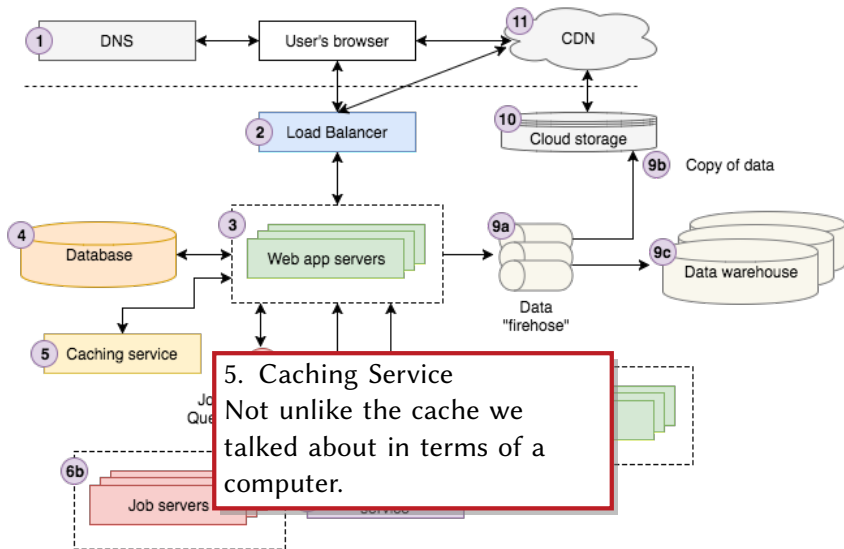 1 DNS
User's browser
11
CDN
2 Load Balancer
10
Cloud storage
9b Copy of data
3
Web app servers
4
Database
9a
Data
"firehose"
9c
Data warehouse
5 Caching service
5. Caching Service
Not unlike the cache we
talked about in terms of a
computer.
6b
Job servers